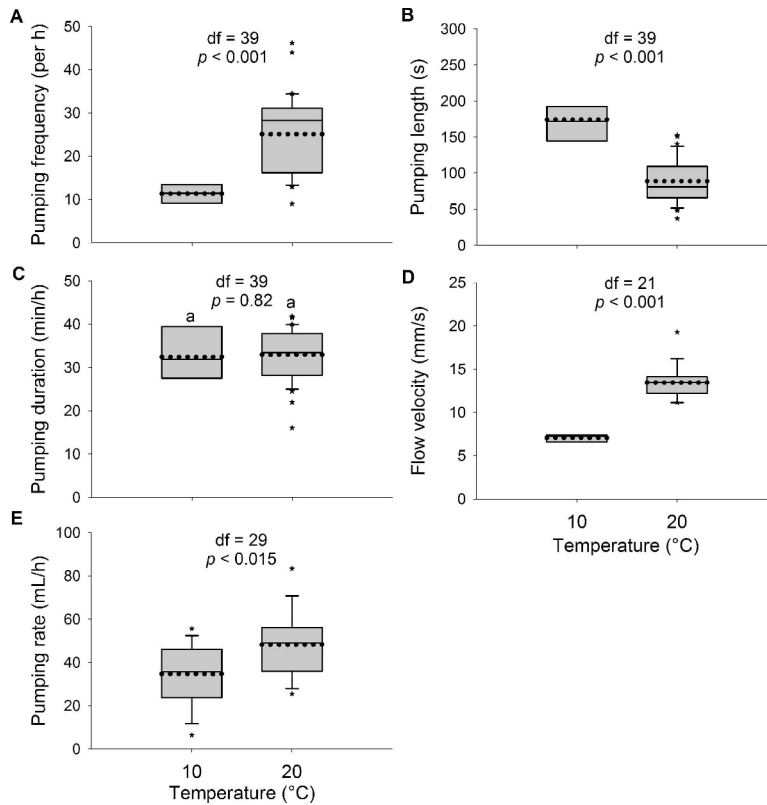 A
df = 39
p < 0.001
Pumping frequency (per h)
50
40
30
20
10
0
B
df = 39
p < 0.001
Pumping length (s)
300
250
200
150
100
50
0
C
df = 39
p = 0.82
a
a
Pumping duration (min/h)
50
40
30
20
10
0
D
df = 21
p < 0.001
Flow velocity (mm/s)
25
20
15
10
5
0
10
20
Temperature (°C)
E
df = 29
p < 0.015
Pumping rate (mL/h)
100
80
60
40
20
0
10
20
Temperature (°C)